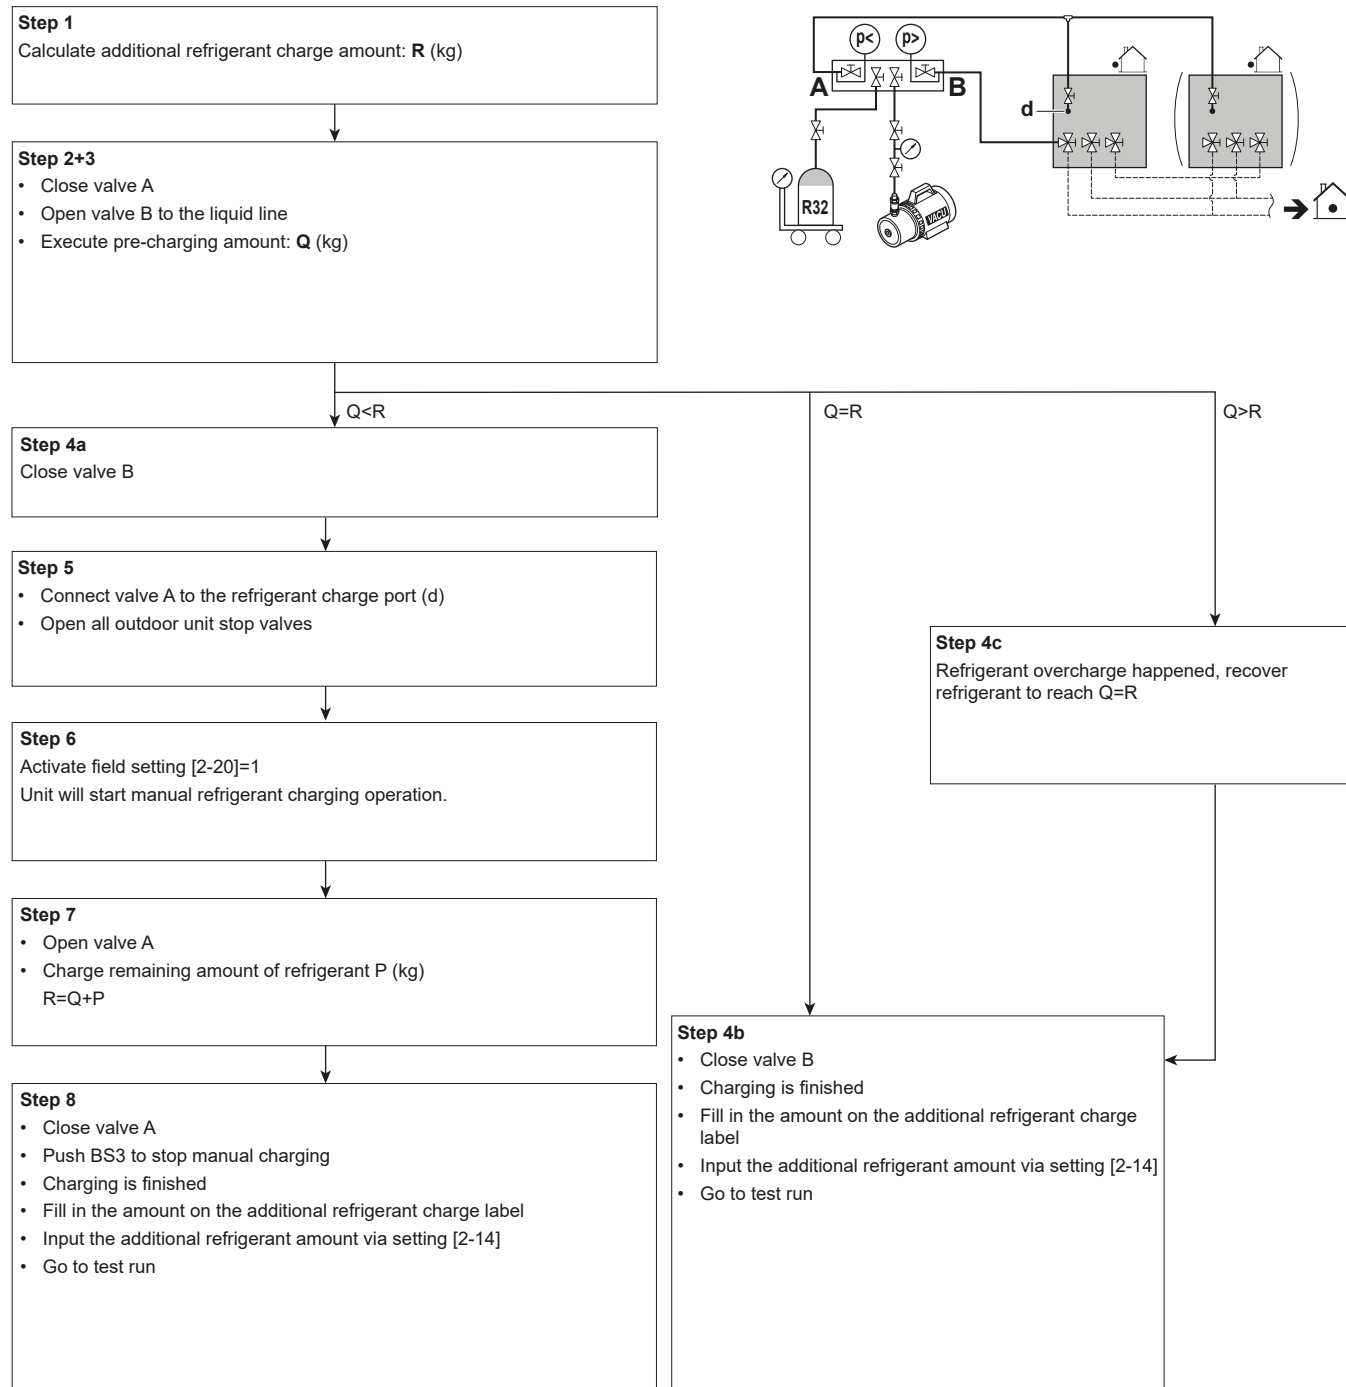 Step 1
Calculate additional refrigerant charge amount: R (kg)
p<
p>
A
B
d
R32
VACU
Step 2+3
• Close valve A
• Open valve B to the liquid line
• Execute pre-charging amount: Q (kg)
Q<R
Q=R
Q>R
Step 4a
Close valve B
Step 5
• Connect valve A to the refrigerant charge port (d)
• Open all outdoor unit stop valves
Step 4c
Refrigerant overcharge happened, recover
refrigerant to reach Q=R
Step 6
Activate field setting [2-20]=1
Unit will start manual refrigerant charging operation.
Step 7
• Open valve A
• Charge remaining amount of refrigerant P (kg)
R=Q+P
Step 4b
• Close valve B
• Charging is finished
• Fill in the amount on the additional refrigerant charge
label
• Input the additional refrigerant amount via setting [2-14]
• Go to test run
Step 8
• Close valve A
• Push BS3 to stop manual charging
• Charging is finished
• Fill in the amount on the additional refrigerant charge label
• Input the additional refrigerant amount via setting [2-14]
• Go to test run